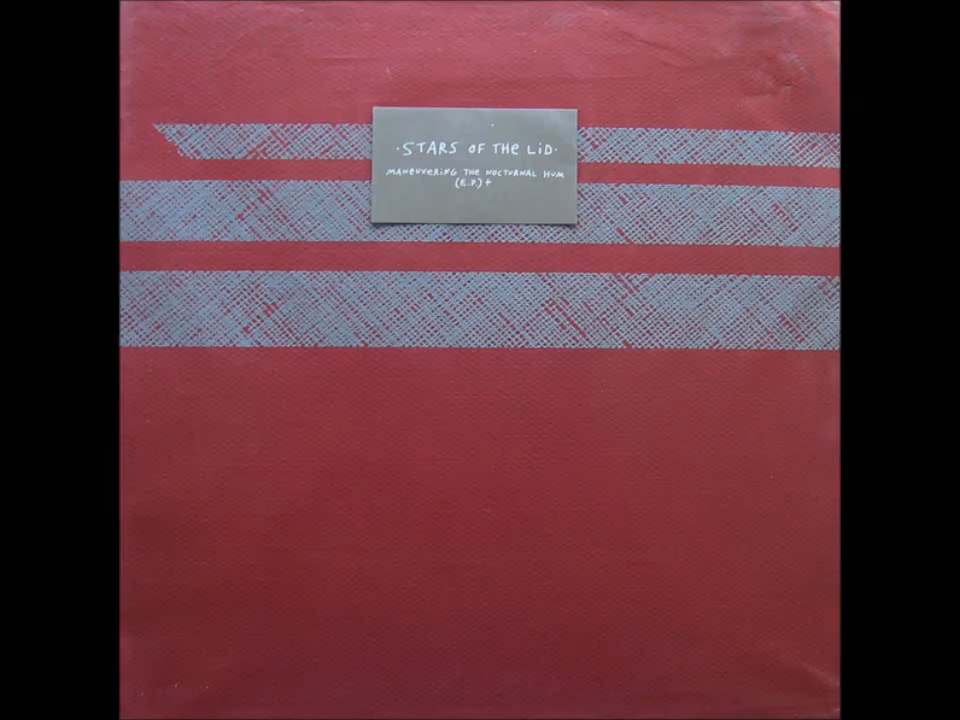 ·STARS OF THE LiD·
MANEUVERiNG THE NOCTURNAL HUM
(E.P.) +